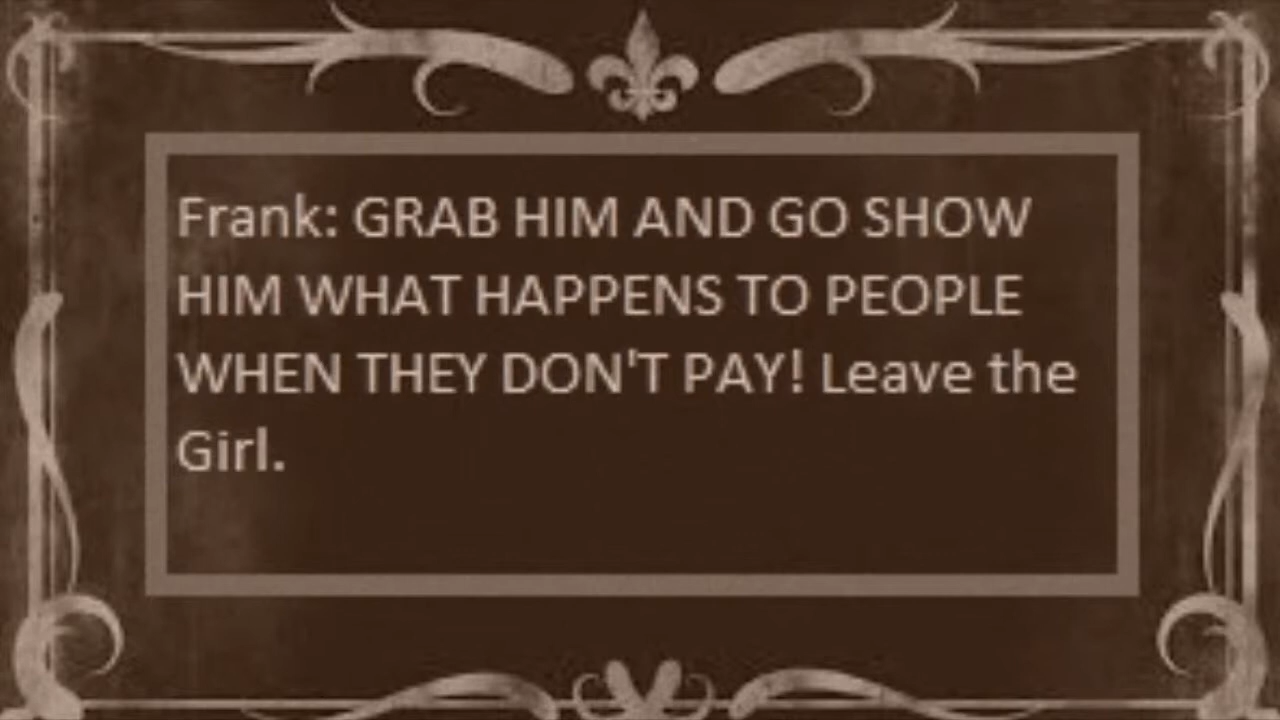 Frank: GRAB HIM AND GO SHOW
HIM WHAT HAPPENS TO PEOPLE
WHEN THEY DON'T PAY! Leave the
Girl.